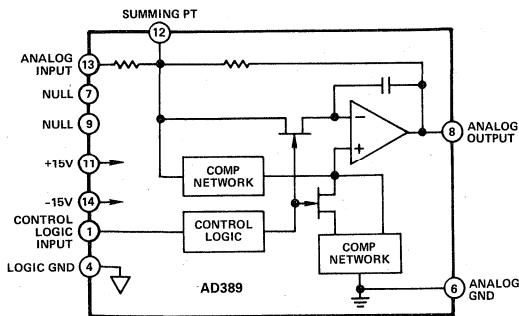 SUMMING PT
12
ANALOG
INPUT
13
NULL
7
NULL
9
+15V
11
-15V
14
CONTROL
LOGIC
INPUT
1
LOGIC GND
4
COMP
NETWORK
CONTROL
LOGIC
−
+
COMP
NETWORK
8
ANALOG
OUTPUT
6
ANALOG
GND
AD389